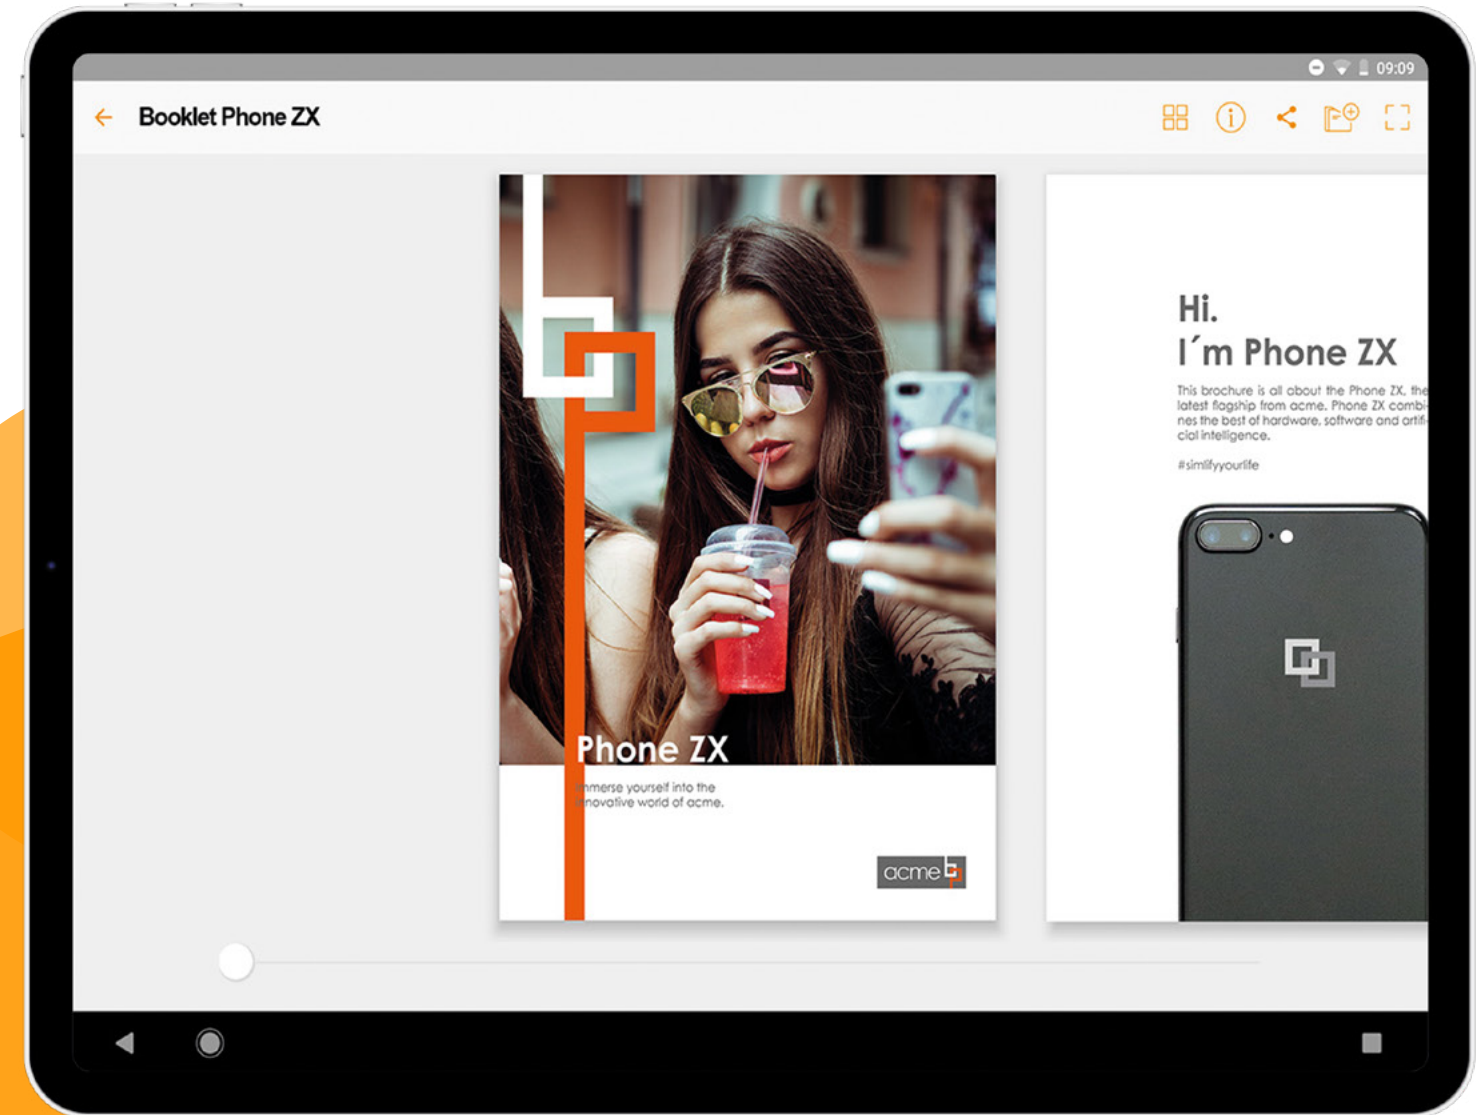 09:09
Booklet Phone ZX
Phone ZX
Immerse yourself into the
innovative world of acme.
acme
Hi.
I´m Phone ZX
This brochure is all about the Phone ZX, the
latest flagship from acme. Phone ZX combi-
nes the best of hardware, software and artifi-
cial intelligence.
#simlifyyourlife